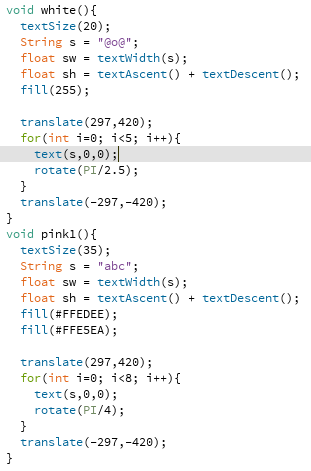 void white(){
  textSize(20);
  String s = "@o@";
  float sw = textWidth(s);
  float sh = textAscent() + textDescent();
  fill(255);

  translate(297,420);
  for(int i=0; i<5; i++){
    text(s,0,0);
    rotate(PI/2.5);
  }
  translate(-297,-420);
}
void pink1(){
  textSize(35);
  String s = "abc";
  float sw = textWidth(s);
  float sh = textAscent() + textDescent();
  fill(#FFEDEE);
  fill(#FFE5EA);

  translate(297,420);
  for(int i=0; i<8; i++){
    text(s,0,0);
    rotate(PI/4);
  }
  translate(-297,-420);
}